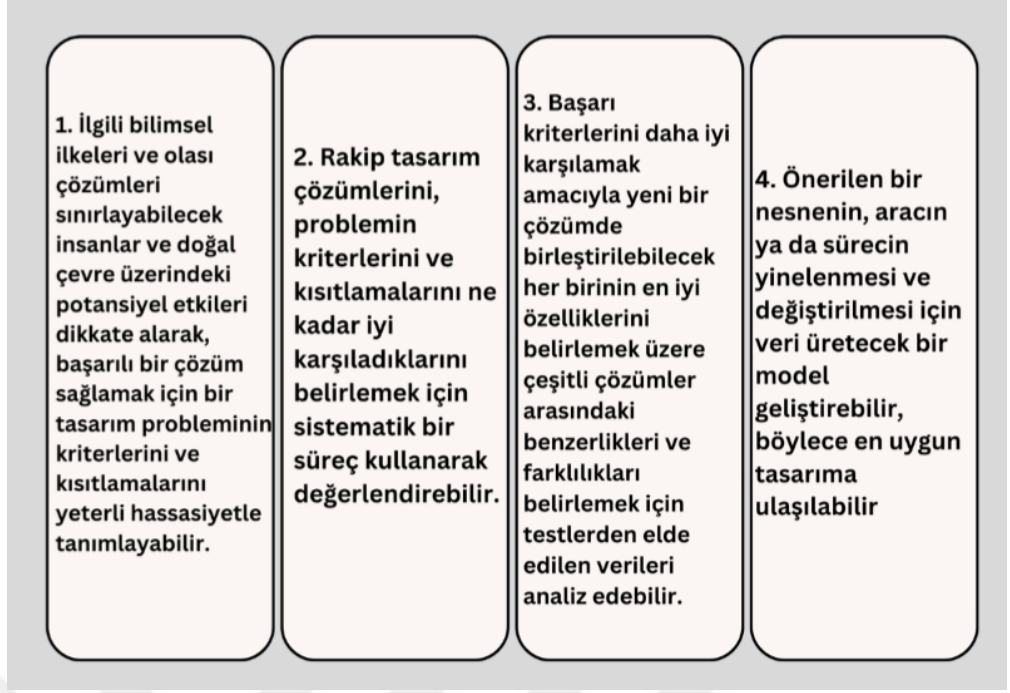 1. İlgili bilimsel
ilkeleri ve olası
çözümleri
sınırlayabilecek
insanlar ve doğal
çevre üzerindeki
potansiyel etkileri
dikkate alarak,
başarılı bir çözüm
sağlamak için bir
tasarım probleminin
kriterlerini ve
kısıtlamalarını
yeterli hassasiyetle
tanımlayabilir.
2. Rakip tasarım
çözümlerini,
problemin
kriterlerini ve
kısıtlamalarını ne
kadar iyi
karşıladıklarını
belirlemek için
sistematik bir
süreç kullanarak
değerlendirebilir.
3. Başarı
kriterlerini daha iyi
karşılamak
amacıyla yeni bir
çözümde
birleştirilebilecek
her birinin en iyi
özelliklerini
belirlemek üzere
çeşitli çözümler
arasındaki
benzerlikleri ve
farklılıkları
belirlemek için
testlerden elde
edilen verileri
analiz edebilir.
4. Önerilen bir
nesnenin, aracın
ya da sürecin
yinelenmesi ve
değiştirilmesi için
veri üretecek bir
model
geliştirebilir,
böylece en uygun
tasarıma
ulaşılabilir